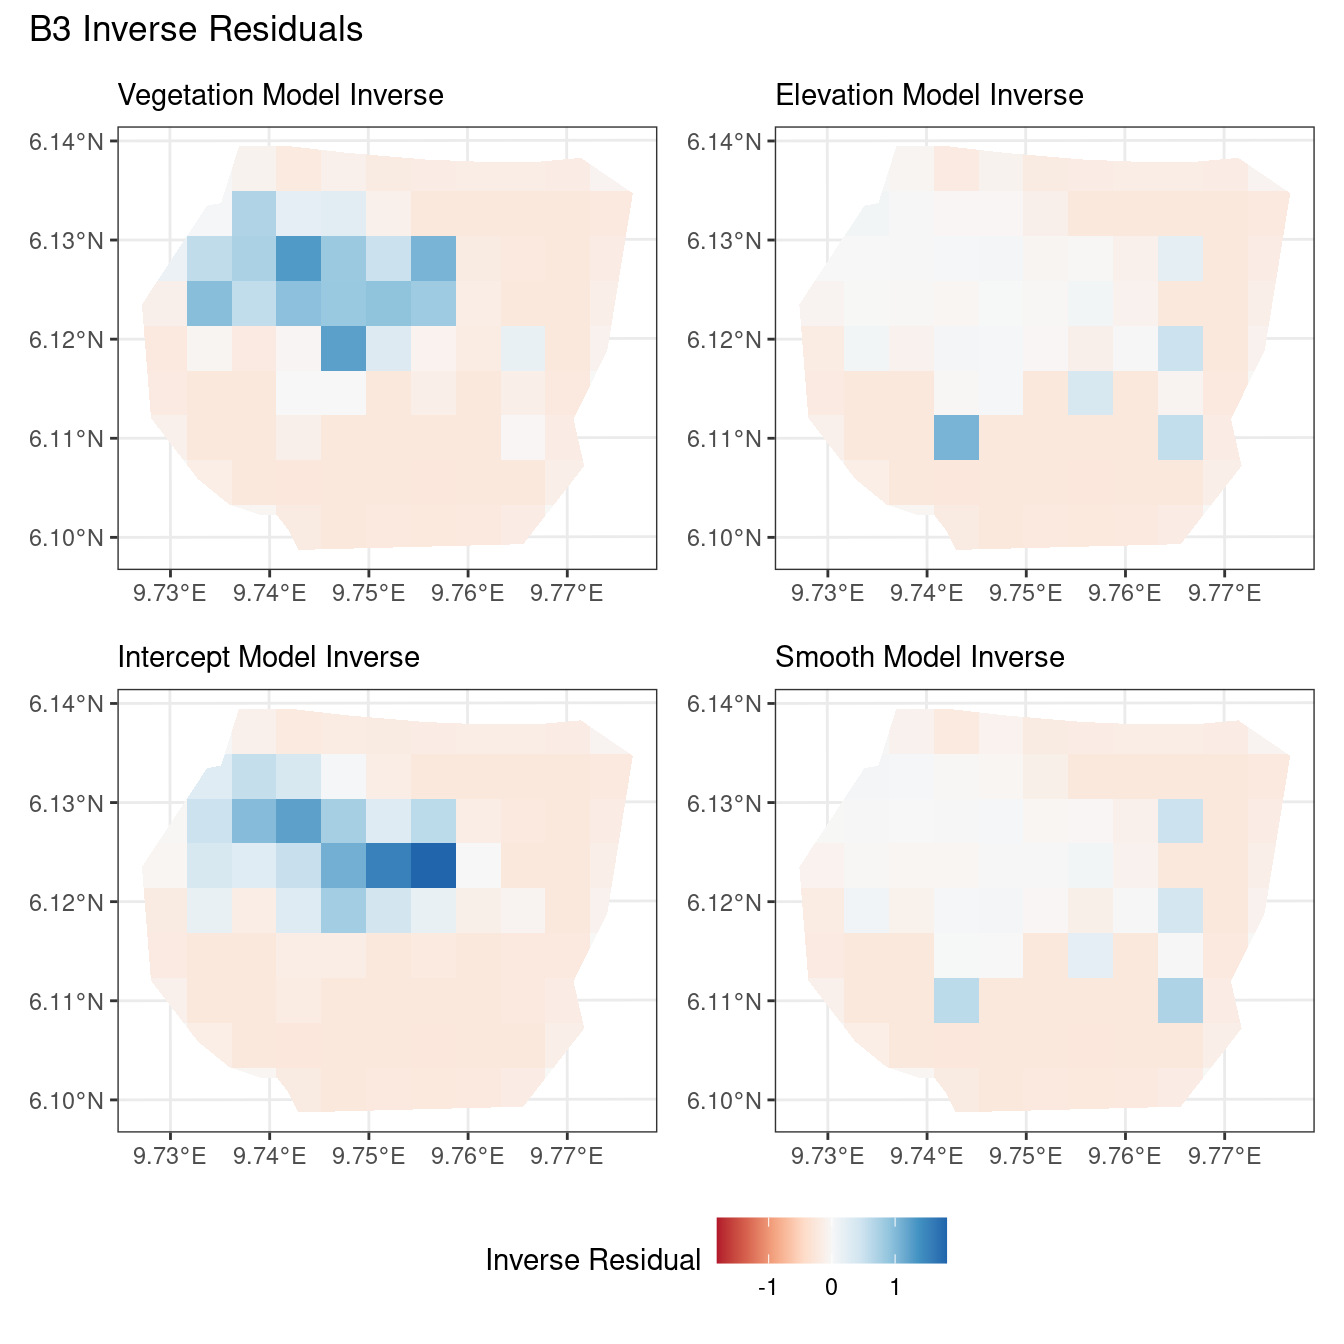 B3 Inverse Residuals
Vegetation Model Inverse
6.14°N
6.13°N
6.12°N
6.11°N
6.10°N
9.73°E 9.74°E 9.75°E 9.76°E 9.77°E
Elevation Model Inverse
6.14°N
6.13°N
6.12°N
6.11°N
6.10°N
9.73°E 9.74°E 9.75°E 9.76°E 9.77°E
Intercept Model Inverse
6.14°N
6.13°N
6.12°N
6.11°N
6.10°N
9.73°E 9.74°E 9.75°E 9.76°E 9.77°E
Smooth Model Inverse
6.14°N
6.13°N
6.12°N
6.11°N
6.10°N
9.73°E 9.74°E 9.75°E 9.76°E 9.77°E
Inverse Residual
-1 0 1